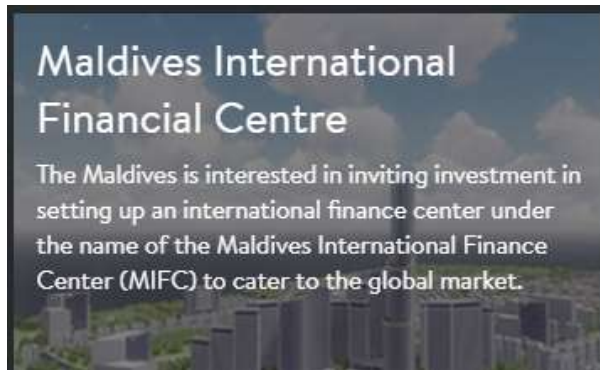 Maldives International
Financial Centre
The Maldives is interested in inviting investment in
setting up an international finance center under
the name of the Maldives International Finance
Center (MIFC) to cater to the global market.